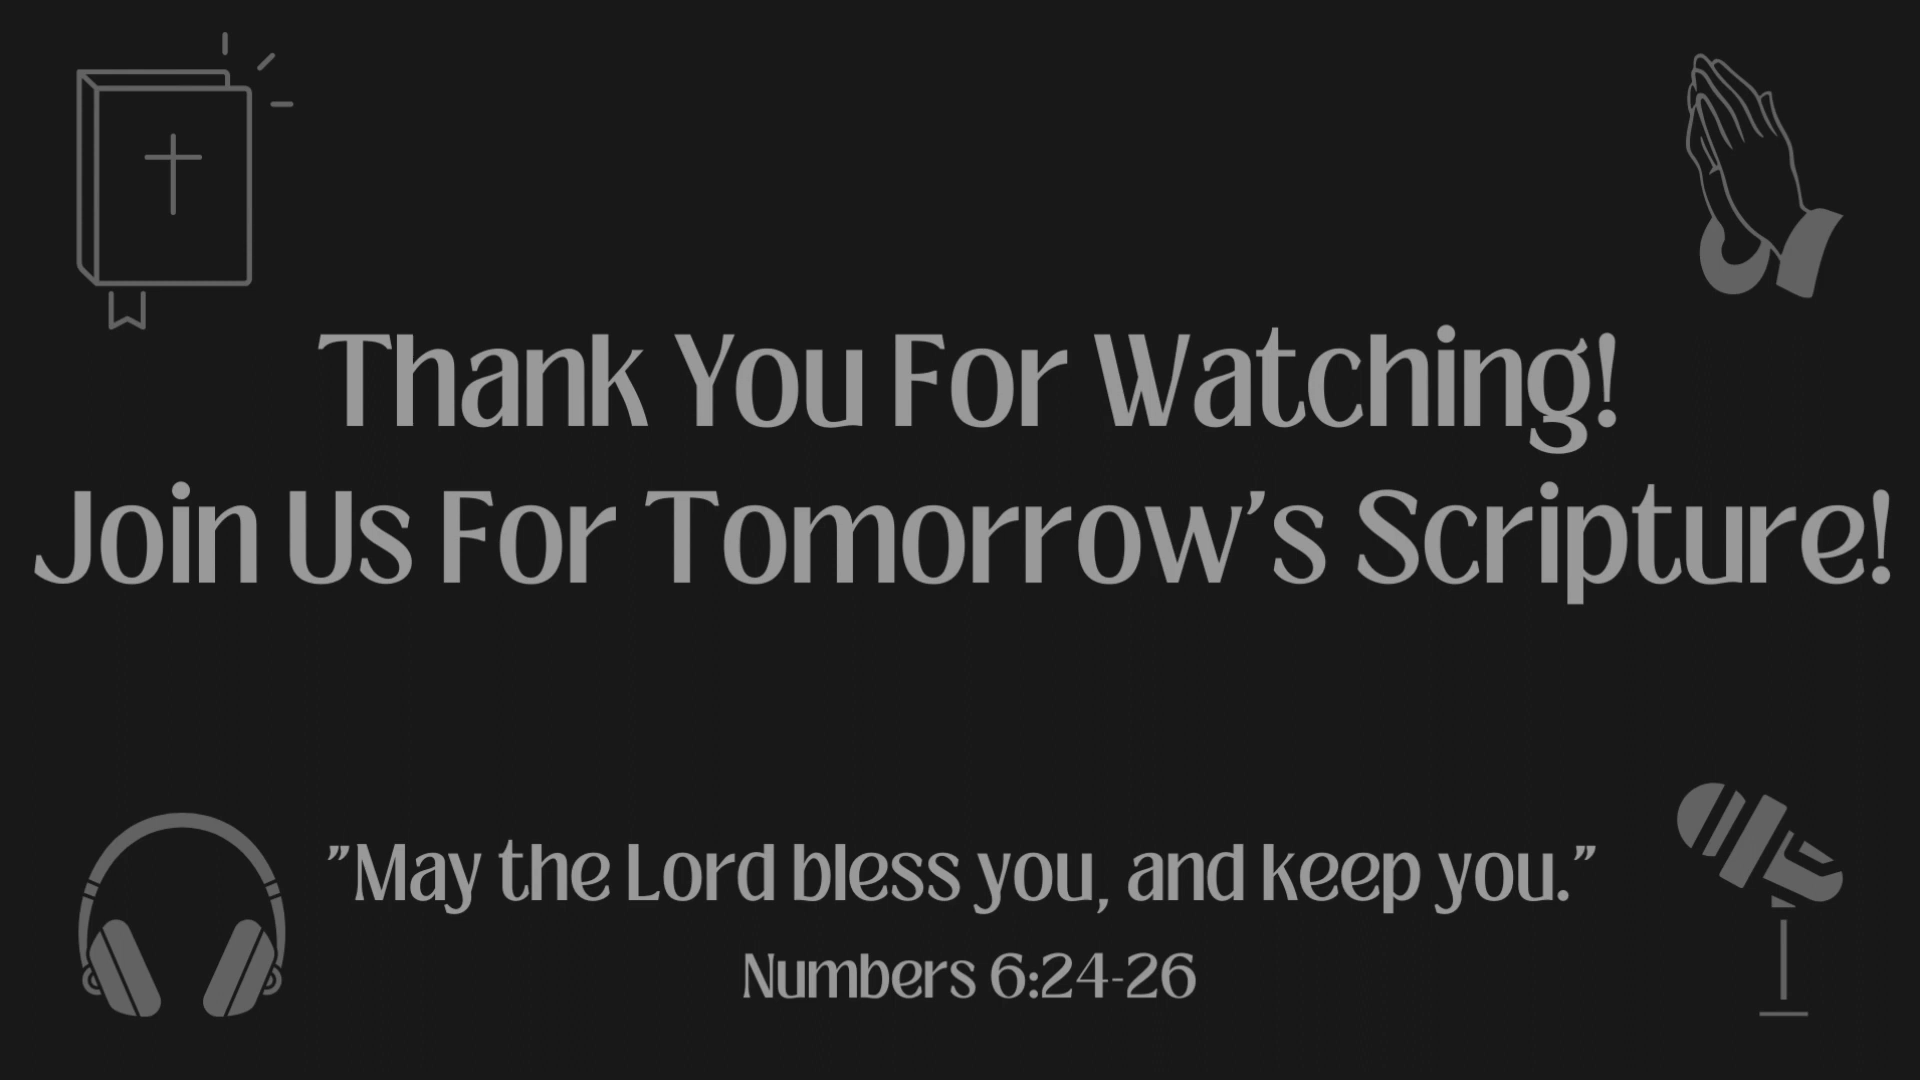 Thank You For Watching!
Join Us For Tomorrow’s Scripture!
”May the Lord bless you, and keep you.”
Numbers 6:24-26